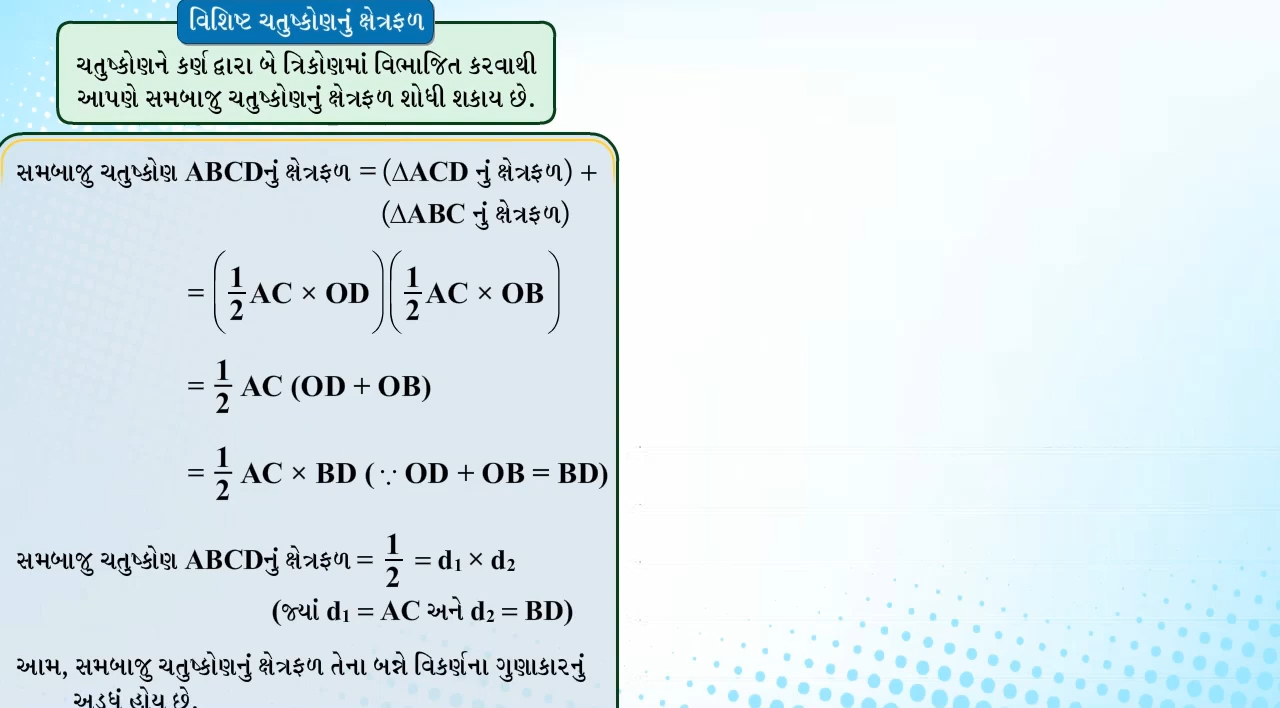 વિશિષ્ટ ચતુષ્કોણનું ક્ષેત્રફળ
ચતુષ્કોણને કર્ણ દ્વારા બે ત્રિકોણમાં વિભાજિત કરવાથી
આપણે સમબાજુ ચતુષ્કોણનું ક્ષેત્રફળ શોધી શકાય છે.
સમબાજુ ચતુષ્કોણ ABCDનું ક્ષેત્રફળ = (∆ACD નું ક્ષેત્રફળ) +
(∆ABC નું ક્ષેત્રફળ)
= (1/2 AC × OD) (1/2 AC × OB)
= 1/2 AC (OD + OB)
= 1/2 AC × BD (∵ OD + OB = BD)
સમબાજુ ચતુષ્કોણ ABCDનું ક્ષેત્રફળ = 1/2 = d₁ × d₂
(જ્યાં d₁ = AC અને d₂ = BD)
આમ, સમબાજુ ચતુષ્કોણનું ક્ષેત્રફળ તેના બન્ને વિકર્ણના ગુણાકારનું
અડધું હોય છે.